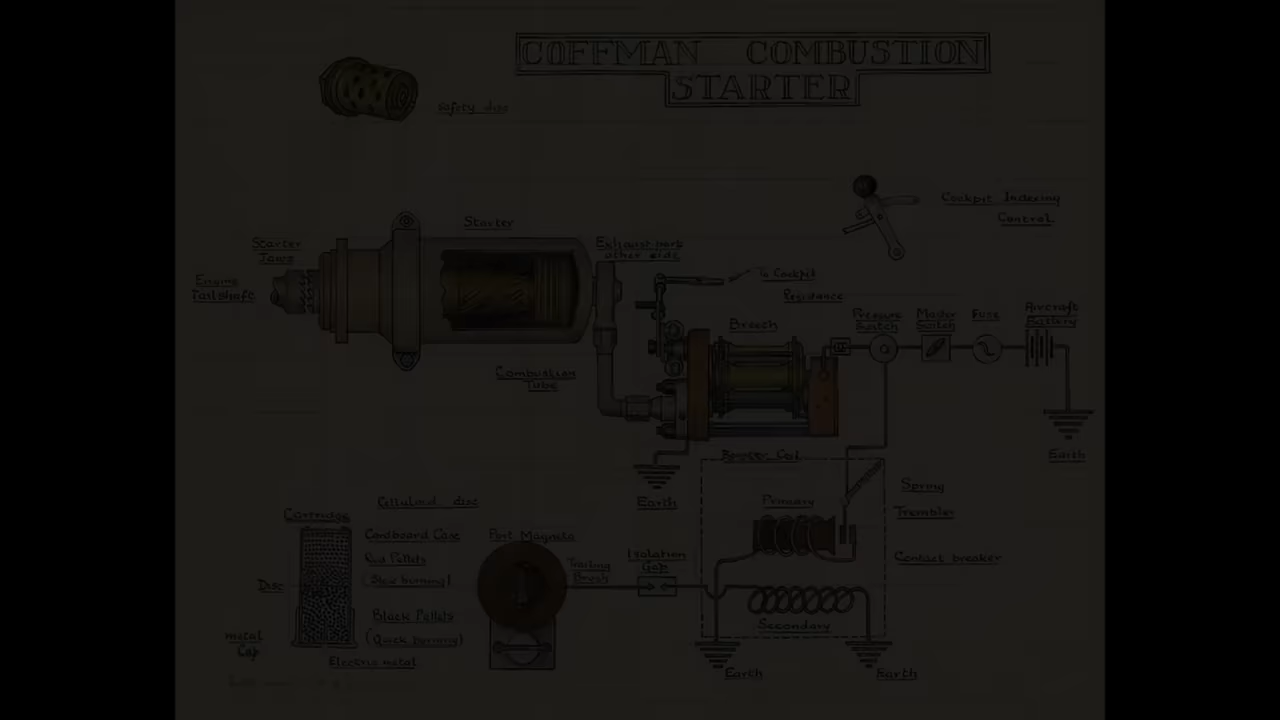 COFFMAN COMBUSTION
STARTER
Safety disc
Cockpit Indexing
Control.
Starter
Starter
Jaws
Exhaust port
other side.
Engine
Tailshaft
To Cockpit
Resistance
Breech
Pressure
Switch
Master
Switch
Fuse
Aircraft
Battery
Combustion
Tube
Booster Coil
Earth
Earth
Celluloid disc
Primary
Spring
Trembler
Cartridge
Cardboard Case
Port Magneto
Isolation
Gap
Contact breaker
Trailing
Brush
(Slow burning)
Disc
Black Pellets
(Quick burning)
Secondary
metal
Cap
Electric metal
Earth
Earth